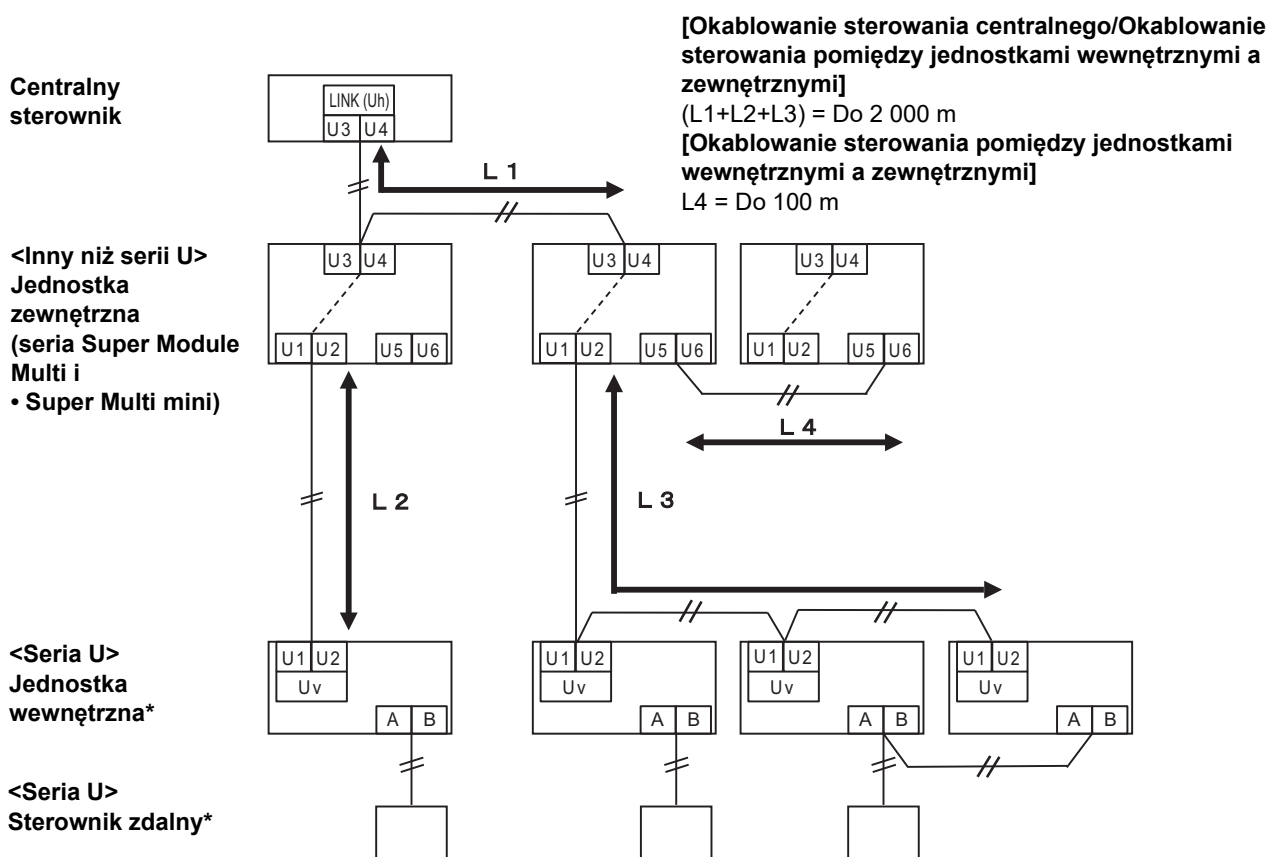 [Okablowanie sterowania centralnego/Okablowanie
sterowania pomiędzy jednostkami wewnętrznymi a
zewnętrznymi]
(L1+L2+L3) = Do 2 000 m
[Okablowanie sterowania pomiędzy jednostkami
wewnętrznymi a zewnętrznymi]
L4 = Do 100 m
Centralny
sterownik
LINK (Uh)
U3 U4
L 1
<Inny niż serii U>
Jednostka
zewnętrzna
(seria Super Module
Multi i
• Super Multi mini)
U3 U4 U3 U4 U3 U4
U1 U2 U5 U6 U1 U2 U5 U6 U1 U2 U5 U6
L 4
L 2 L 3
<Seria U>
Jednostka
wewnętrzna*
U1 U2 U1 U2 U1 U2 U1 U2
Uv Uv Uv Uv
A B A B A B A B
<Seria U>
Sterownik zdalny*